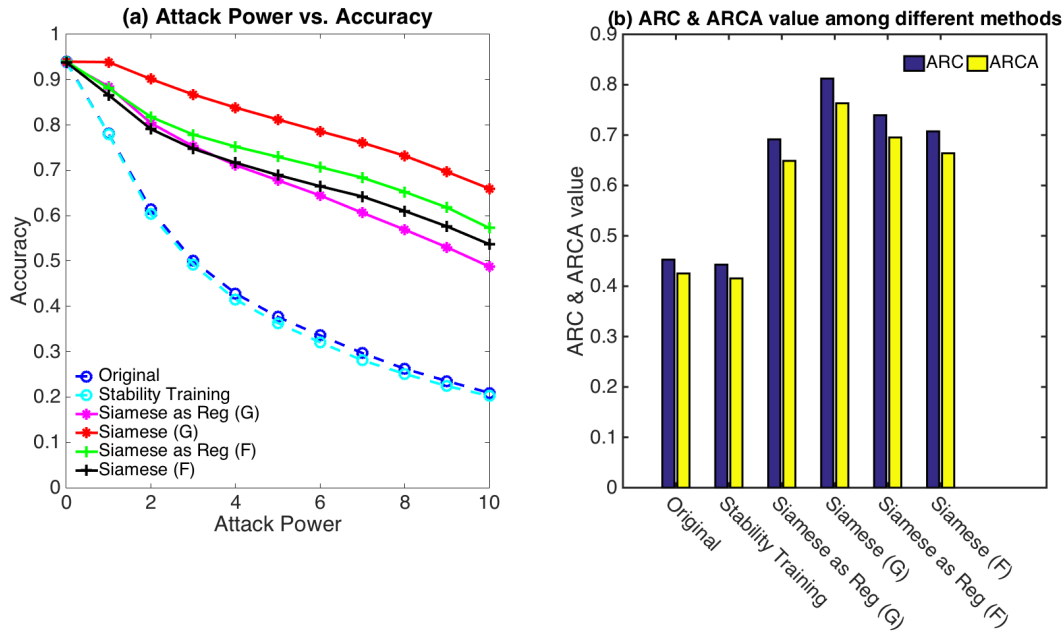 (a) Attack Power vs. Accuracy
1
0.9
0.8
0.7
0.6
0.5
0.4
0.3
0.2
0.1
0
Accuracy
Original
Stability Training
Siamese as Reg (G)
Siamese (G)
Siamese as Reg (F)
Siamese (F)
0 2 4 6 8 10
Attack Power
(b) ARC & ARCA value among different methods
0.9
0.8
0.7
0.6
0.5
0.4
0.3
0.2
0.1
0
ARC & ARCA value
ARC ARCA
Original
Stability Training
Siamese as Reg (G)
Siamese (G)
Siamese as Reg (F)
Siamese (F)